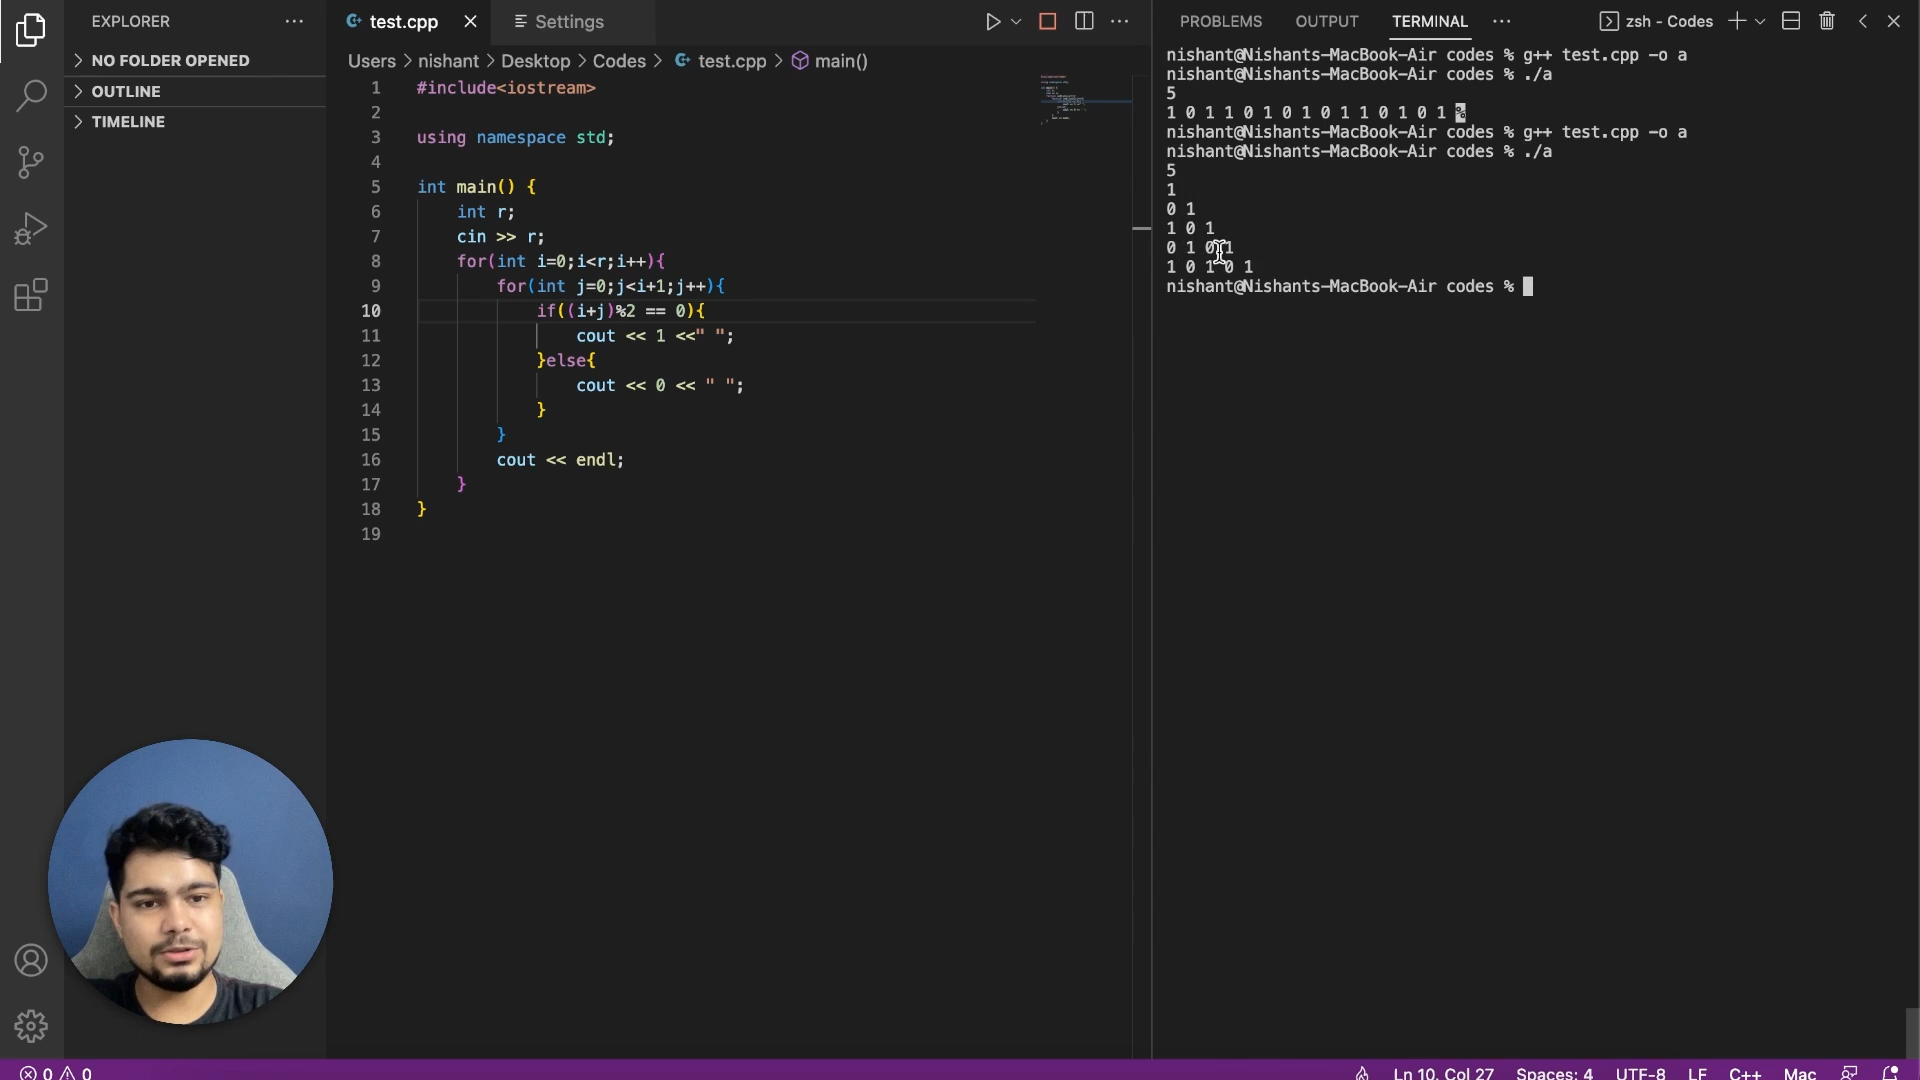 EXPLORER
NO FOLDER OPENED
OUTLINE
TIMELINE
test.cpp
Settings
Users > nishant > Desktop > Codes > test.cpp > main()
1 #include<iostream>
2
3 using namespace std;
4
5 int main() {
6 int r;
7 cin >> r;
8 for(int i=0;i<r;i++){
9 for(int j=0;j<i+1;j++){
10 if((i+j)%2 == 0){
11 cout << 1 <<" ";
12 }else{
13 cout << 0 << " ";
14 }
15 }
16 cout << endl;
17 }
18 }
19
PROBLEMS OUTPUT TERMINAL zsh - Codes
nishant@Nishants-MacBook-Air codes % g++ test.cpp -o a
nishant@Nishants-MacBook-Air codes % ./a
5
1 0 1 1 0 1 0 1 0 1 1 0 1 0 1 %
nishant@Nishants-MacBook-Air codes % g++ test.cpp -o a
nishant@Nishants-MacBook-Air codes % ./a
5
1
0 1
1 0 1
0 1 0 1
1 0 1 0 1
nishant@Nishants-MacBook-Air codes %
0 0
Ln 10, Col 27 Spaces: 4 UTF-8 LF C++ Mac